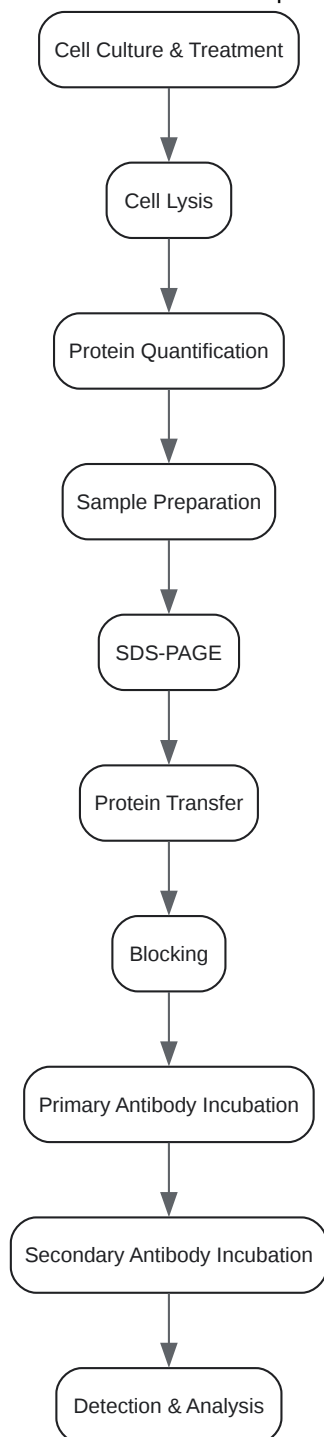 Cell Culture & Treatment
Cell Lysis
Protein Quantification
Sample Preparation
SDS-PAGE
Protein Transfer
Blocking
Primary Antibody Incubation
Secondary Antibody Incubation
Detection & Analysis